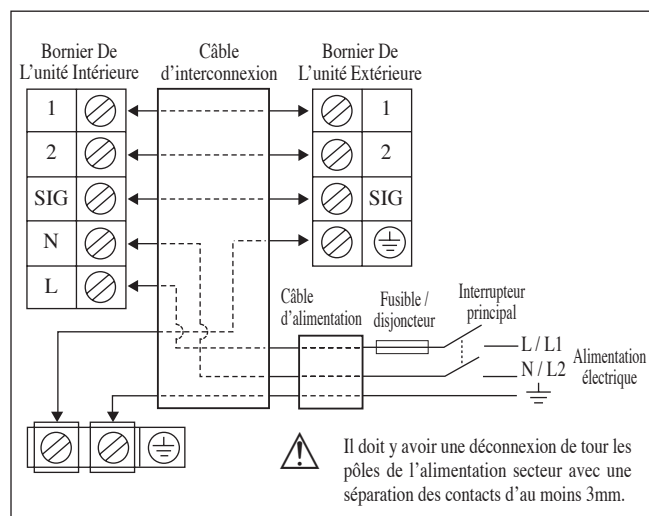 Bornier De
L'unité Intérieure
Câble
d'interconnexion
Bornier De
L'unité Extérieure
1
2
SIG
N
L
1
2
SIG
Câble
d'alimentation
Fusible /
disjoncteur
Interrupteur
principal
L / L1
N / L2
Alimentation
électrique
Il doit y avoir une déconnexion de tour les
pôles de l'alimentation secteur avec une
séparation des contacts d'au moins 3mm.